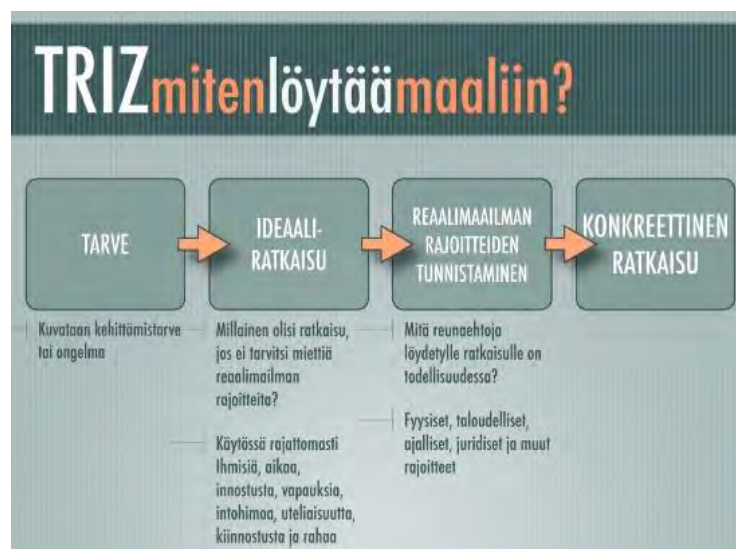 TRIZmitenlöytäämaaliin?
TARVE
IDEAALI-
RATKAISU
REAALIMAAILMAN
RAJOITTEIDEN
TUNNISTAMINEN
KONKREETTINEN
RATKAISU
Kuvataan kehittämistarve
tai ongelma
Millainen olisi ratkaisu,
jos ei tarvitsi miettiä
reaalimailman
rajoitteita?
Käytössä rajattomasti
Ihmisiä, aikaa,
innostusta, vapauksia,
intohimoa, uteliaisuutta,
kiinnostusta ja rahaa
Mitä reunaehtoja
löydetylle ratkaisulle on
todellisuudessa?
Fyysiset, taloudelliset,
ajalliset, juridiset ja muut
rajoitteet